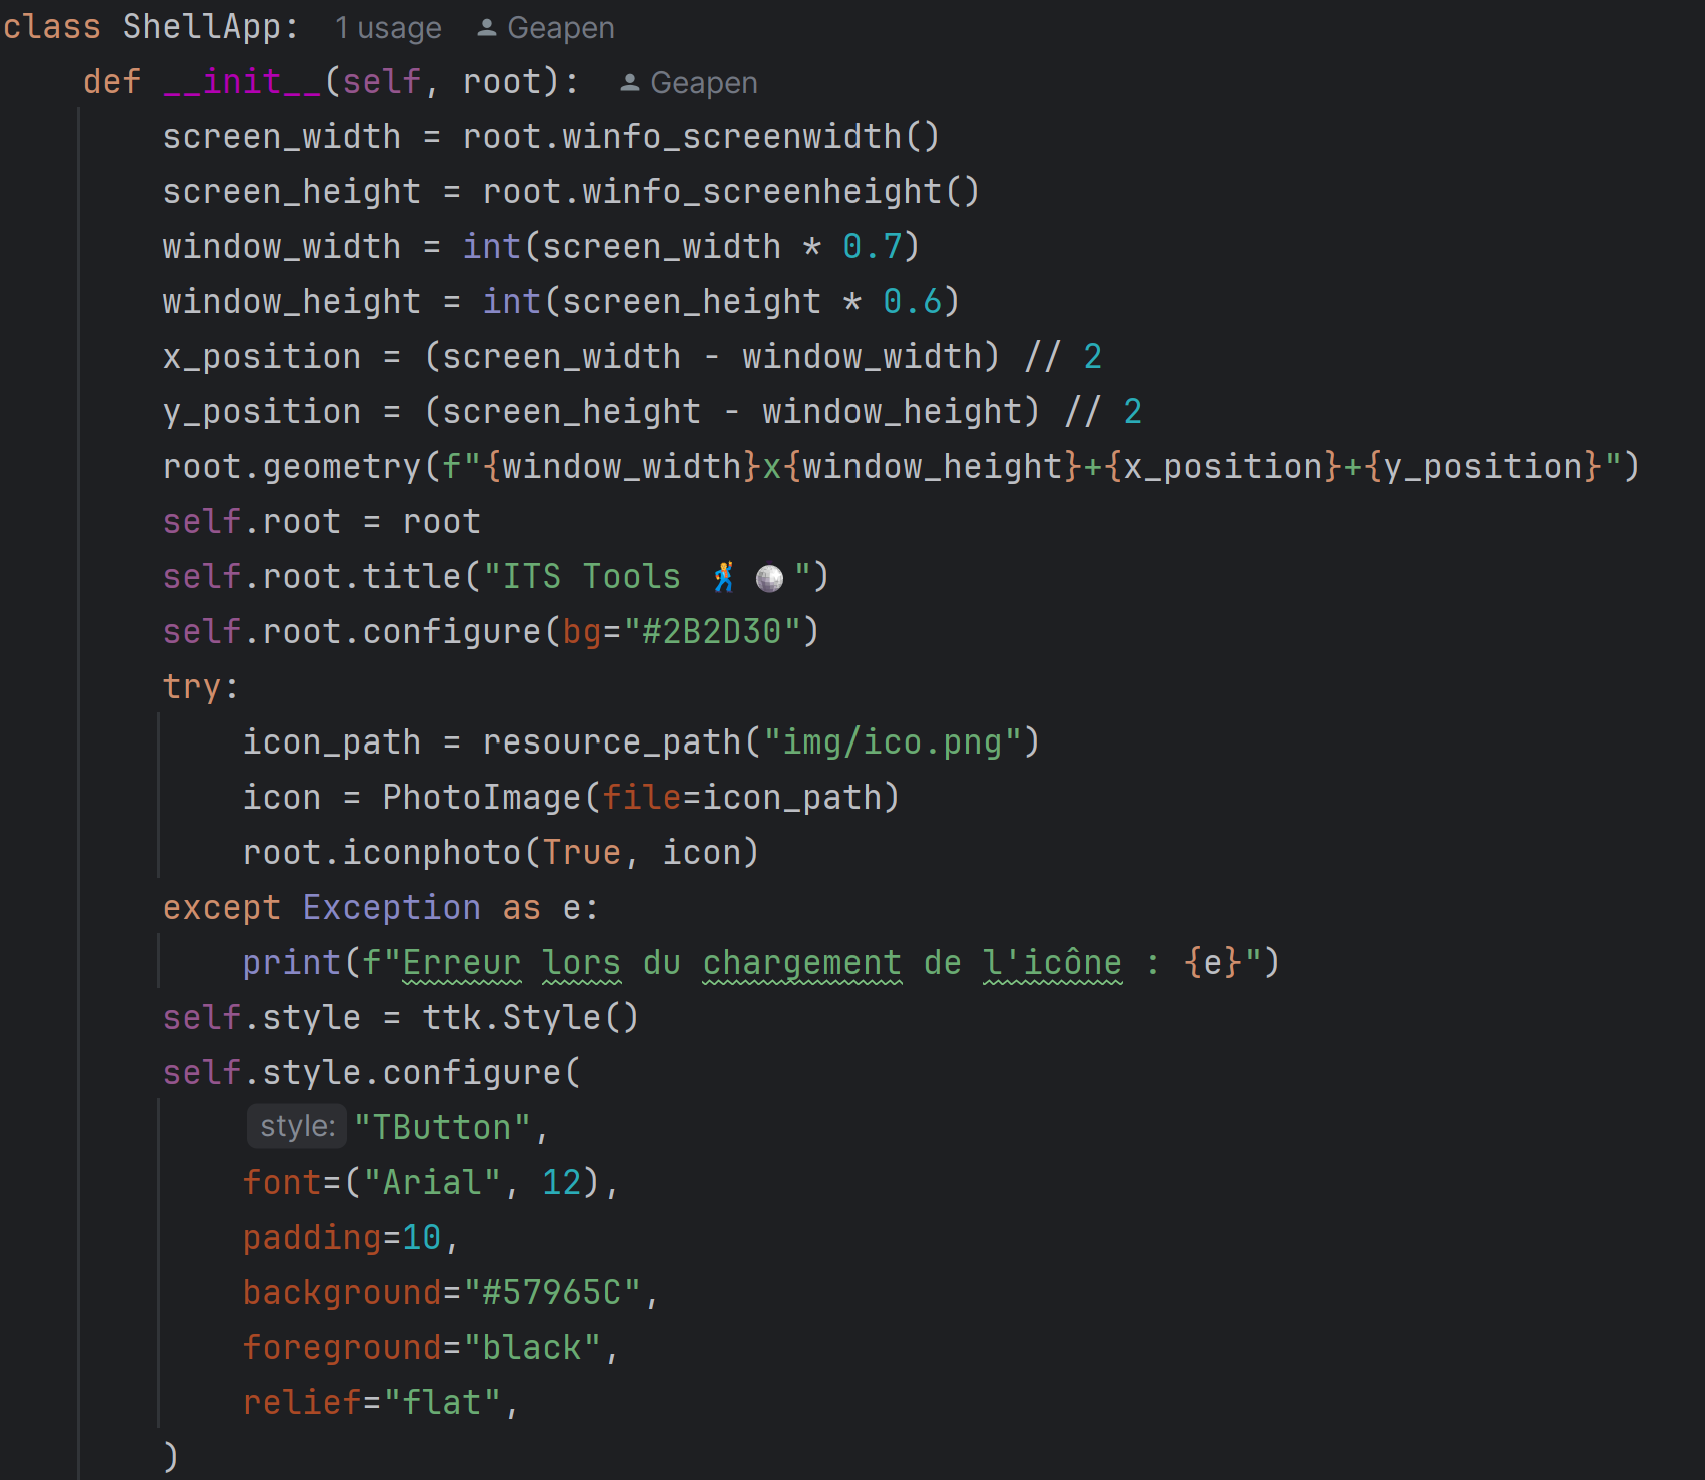 class ShellApp: 1 usage Geapen
def __init__(self, root): Geapen
screen_width = root.winfo_screenwidth()
screen_height = root.winfo_screenheight()
window_width = int(screen_width * 0.7)
window_height = int(screen_height * 0.6)
x_position = (screen_width - window_width) // 2
y_position = (screen_height - window_height) // 2
root.geometry(f"{window_width}x{window_height}+{x_position}+{y_position}")
self.root = root
self.root.title("ITS Tools 🕺🪩")
self.root.configure(bg="#2B2D30")
try:
icon_path = resource_path("img/ico.png")
icon = PhotoImage(file=icon_path)
root.iconphoto(True, icon)
except Exception as e:
print(f"Erreur lors du chargement de l'icône : {e}")
self.style = ttk.Style()
self.style.configure(
style: "TButton",
font=("Arial", 12),
padding=10,
background="#57965C",
foreground="black",
relief="flat",
)